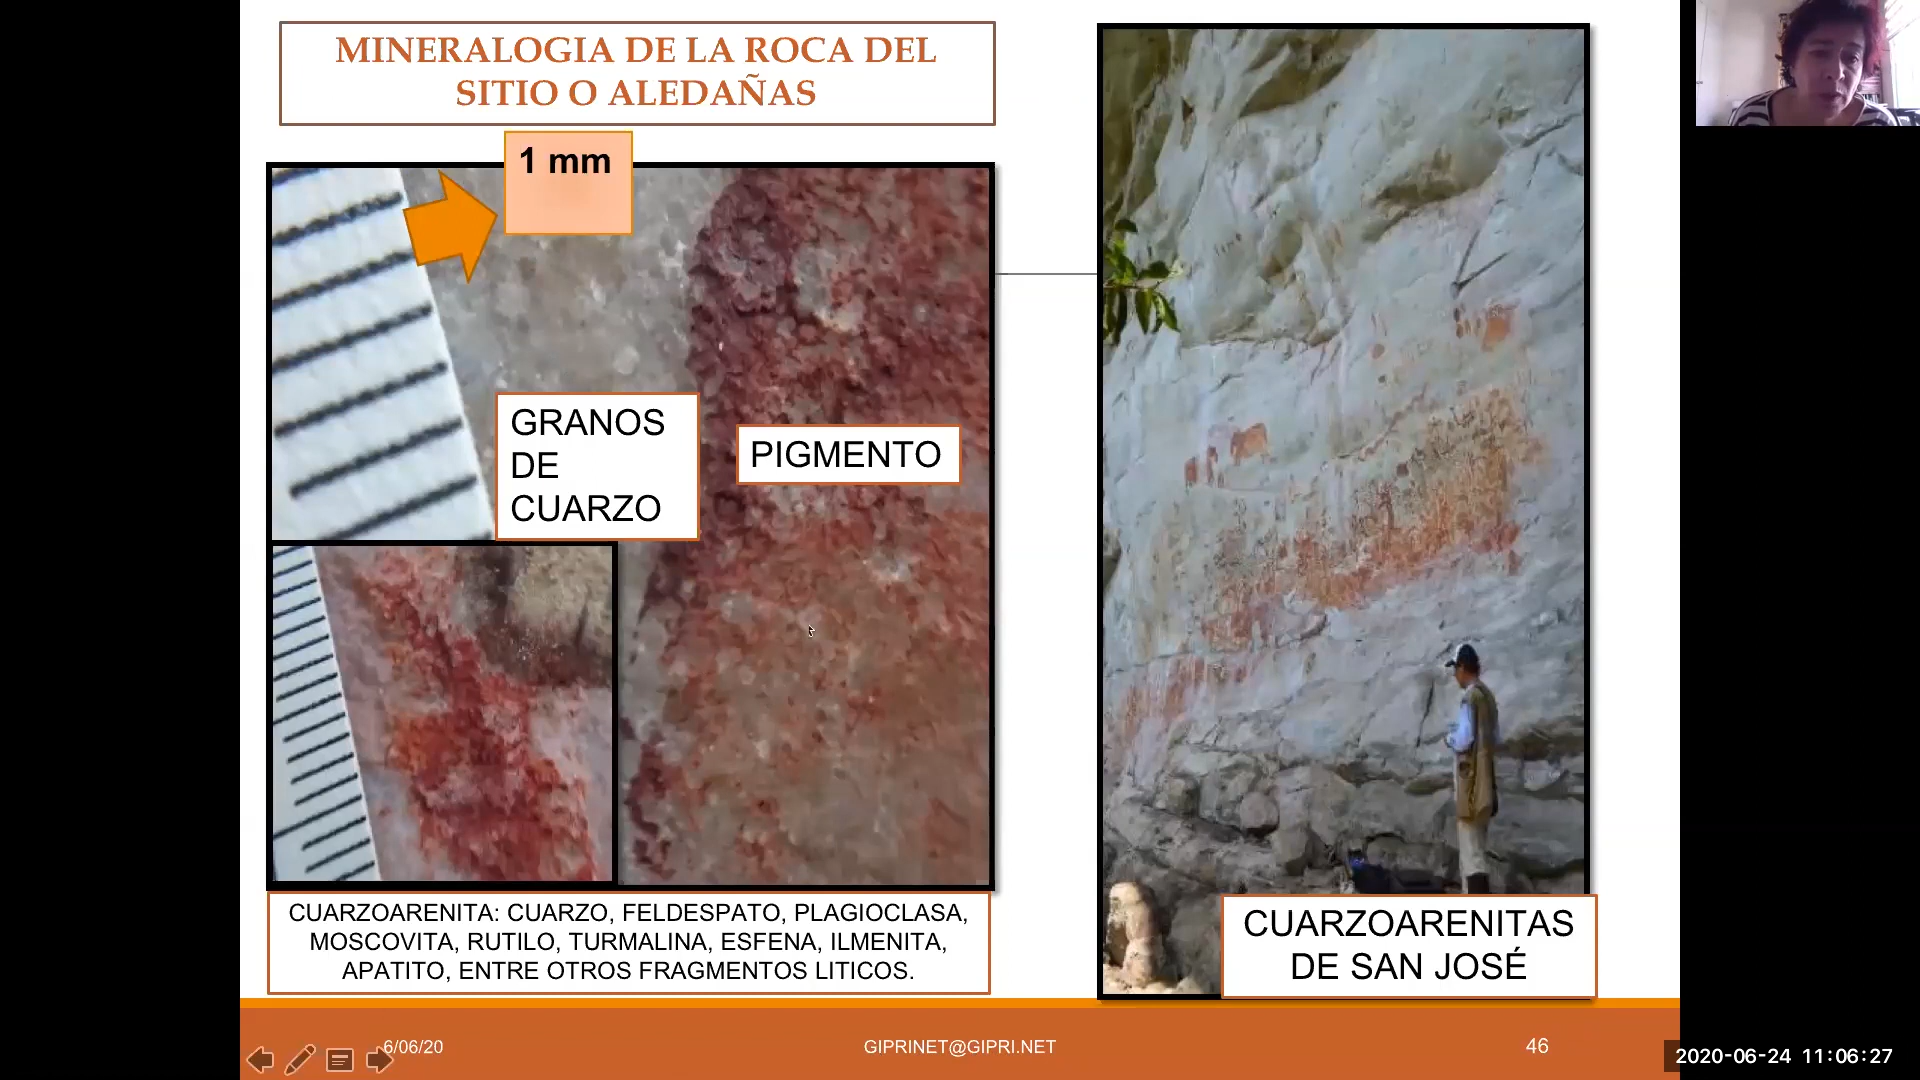 MINERALOGIA DE LA ROCA DEL
SITIO O ALEDAÑAS
1 mm
GRANOS
DE
CUARZO
PIGMENTO
CUARZOARENITA: CUARZO, FELDESPATO, PLAGIOCLASA,
MOSCOVITA, RUTILO, TURMALINA, ESFENA, ILMENITA,
APATITO, ENTRE OTROS FRAGMENTOS LITICOS.
CUARZOARENITAS
DE SAN JOSÉ
6/06/20
GIPRINET@GIPRI.NET
46
2020-06-24 11:06:27